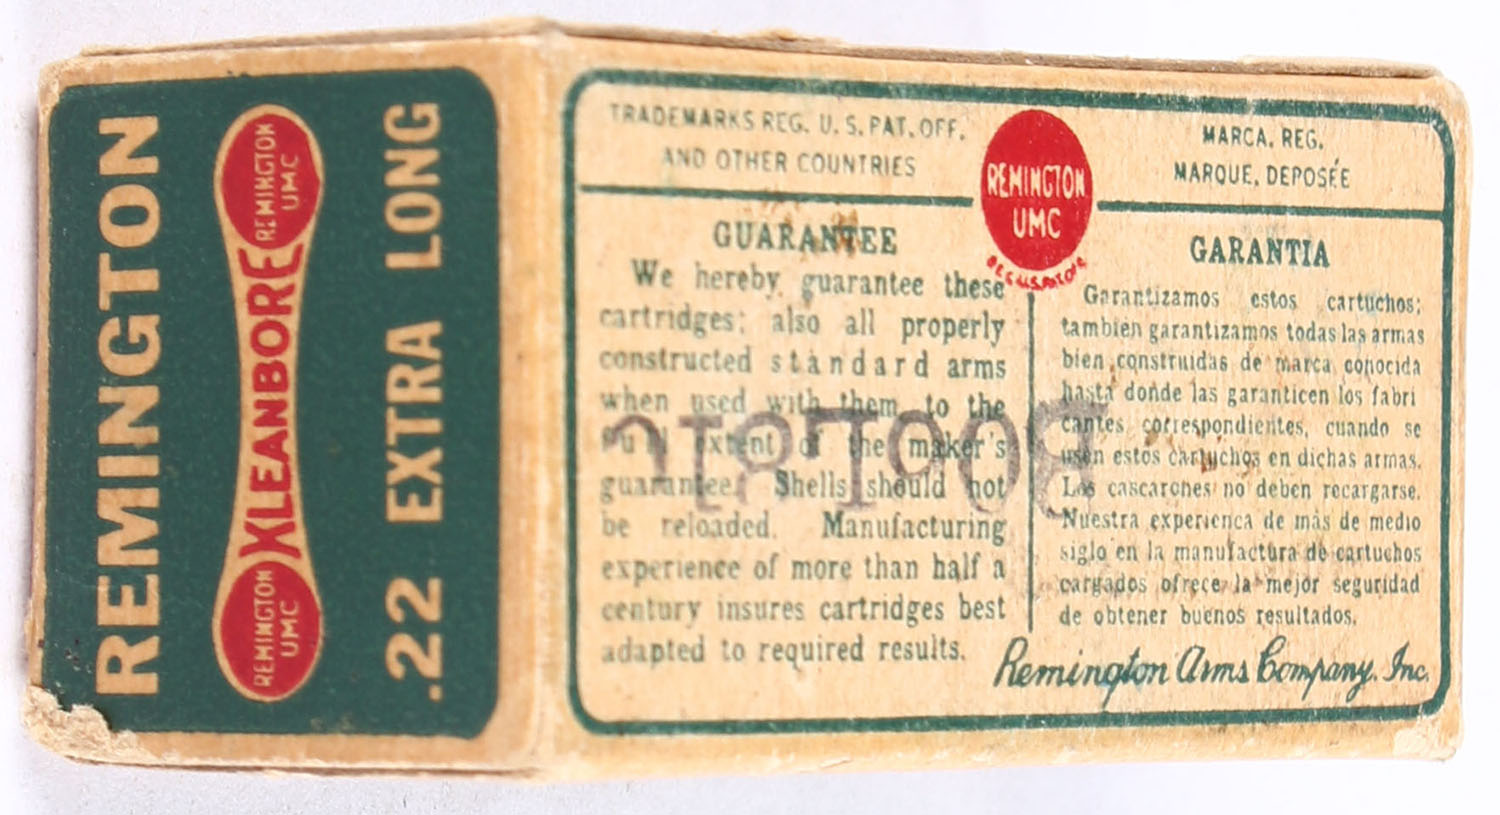 REMINGTON
REMINGTON
UMC
KLEANBORE
REMINGTON
UMC
.22 EXTRA LONG
TRADEMARKS REG. U. S. PAT. OFF.
AND OTHER COUNTRIES
REMINGTON
UMC
REG. U.S. PAT. OFF.
MARCA. REG.
MARQUE. DEPOSÉE
GUARANTEE
We hereby guarantee these
cartridges; also all properly
constructed standard arms
when used with them to the
full extent of the maker's
guarantee. Shells should not
be reloaded. Manufacturing
experience of more than half a
century insures cartridges best
adapted to required results.
GARANTIA
Garantizamos estos cartuchos;
también garantizamos todas las armas
bien construidas de marca conocida
hasta donde las garanticen los fabri
cantes correspondientes, cuando se
usen estos cartuchos en dichas armas.
Los cascarones no deben recargarse.
Nuestra experienca de más de medio
siglo en la manufactura de cartuchos
cargados ofrece la mejor seguridad
de obtener buenos resultados.
Remington Arms Company, Inc.